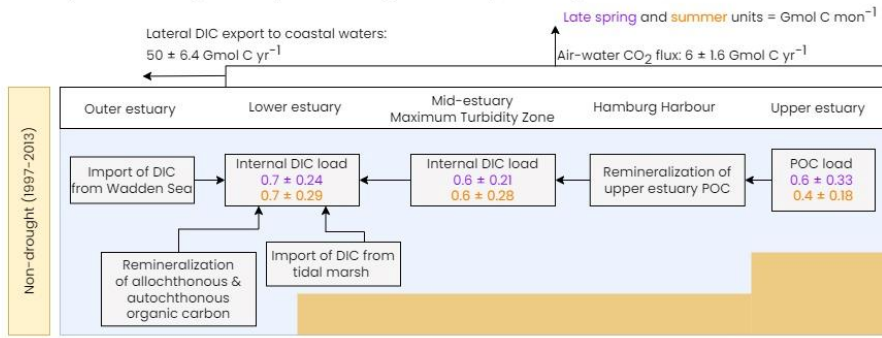 Late spring and summer units = Gmol C mon⁻¹
Lateral DIC export to coastal waters:
50 ± 6.4 Gmol C yr⁻¹
Air-water CO₂ flux: 6 ± 1.6 Gmol C yr⁻¹
Outer estuary
Lower estuary
Mid-estuary
Maximum Turbidity Zone
Hamburg Harbour
Upper estuary
Non-drought (1997-2013)
Import of DIC
from Wadden Sea
Internal DIC load
0.7 ± 0.24
0.7 ± 0.29
Internal DIC load
0.6 ± 0.21
0.6 ± 0.28
Remineralization of
upper estuary POC
POC load
0.6 ± 0.33
0.4 ± 0.18
Remineralization
of allochthonous &
autochthonous
organic carbon
Import of DIC from
tidal marsh